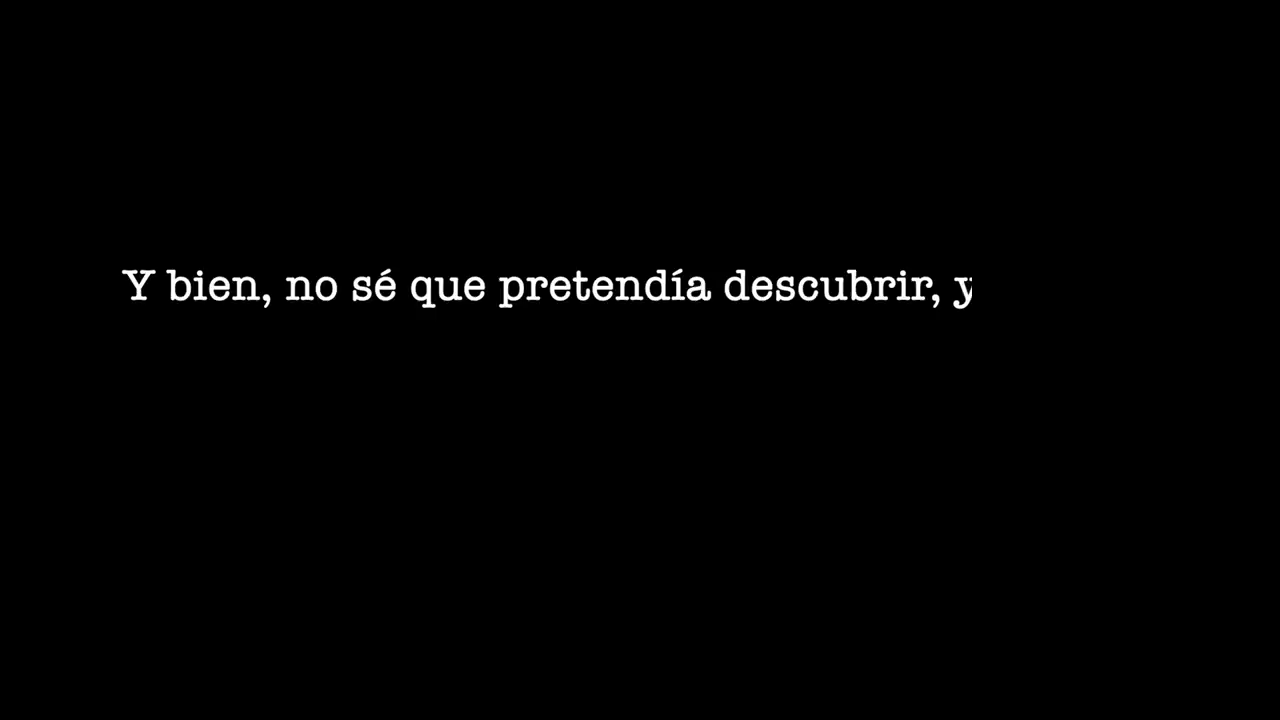 Y bien, no sé que pretendía descubrir, y